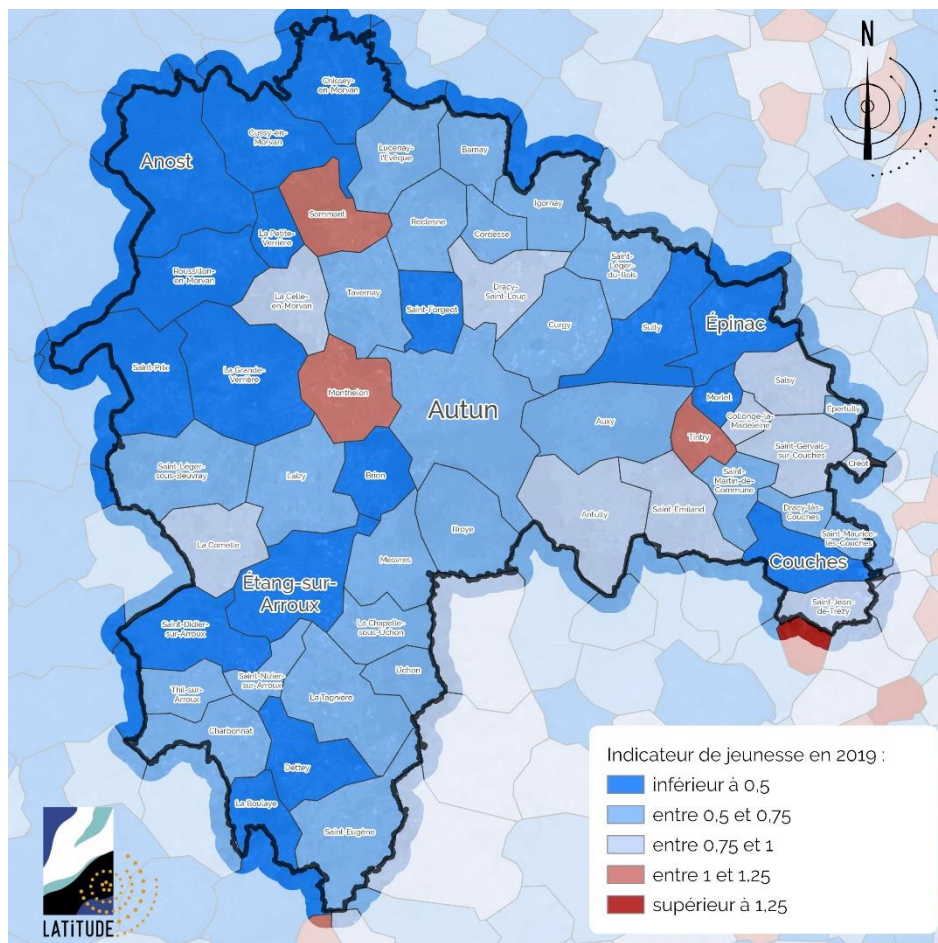 N
Chissey-
en-Morvan
Cussy-en-
Morvan
Anost
Lucenay-
l'Evêque
Barnay
Igornay
Sommant
Reclesne
Cordesse
La Petite-
Verrière
Saint-
Léger-
du-Bois
Roussillon-
en-Morvan
La Celle-
en-Morvan
Tavernay
Saint-Forgeot
Dracy-
Saint-Loup
Curgy
Sully
Épinac
Saint-Prix
La Grande-
Verrière
Monthelon
Autun
Saisy
Morlet
Collonge-la-
Madeleine
Épertully
Auxy
Tintry
Saint-Gervais-
sur-Couches
Créot
Saint-Léger-
sous-Beuvray
Laizy
Brion
Saint-
Martin-de-
Commune
Antully
Saint-Emiland
Dracy-lès-
Couches
Saint-Maurice-
lès-Couches
La Comelle
Mesvres
Broye
Couches
Étang-sur-
Arroux
Saint-Jean-
de-Trézy
Saint-Didier-
sur-Arroux
La Chapelle-
sous-Uchon
Uchon
Thil-sur-
Arroux
Saint-Nizier-
sur-Arroux
La Tagnière
Charbonnat
Dettey
La Boulaye
Saint-Eugène
Indicateur de jeunesse en 2019 :
inférieur à 0,5
entre 0,5 et 0,75
entre 0,75 et 1
entre 1 et 1,25
supérieur à 1,25
LATiTUDE